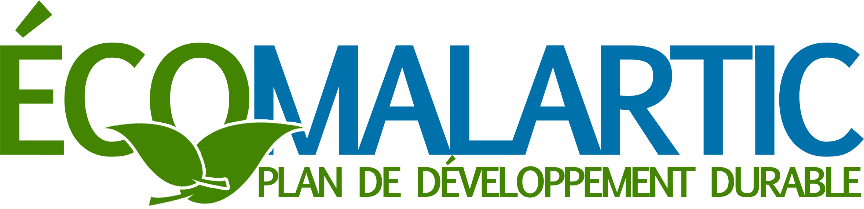 ÉCOMALARTIC
PLAN DE DÉVELOPPEMENT DURABLE